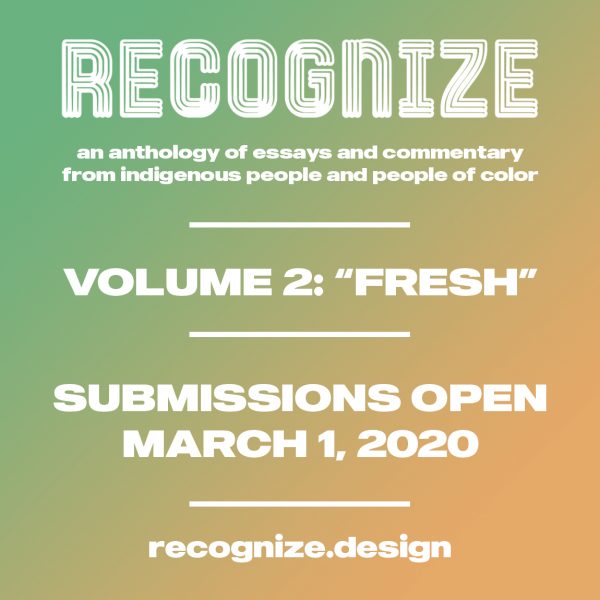 RECOGNIZE
an anthology of essays and commentary
from indigenous people and people of color
VOLUME 2: “FRESH”
SUBMISSIONS OPEN
MARCH 1, 2020
recognize.design